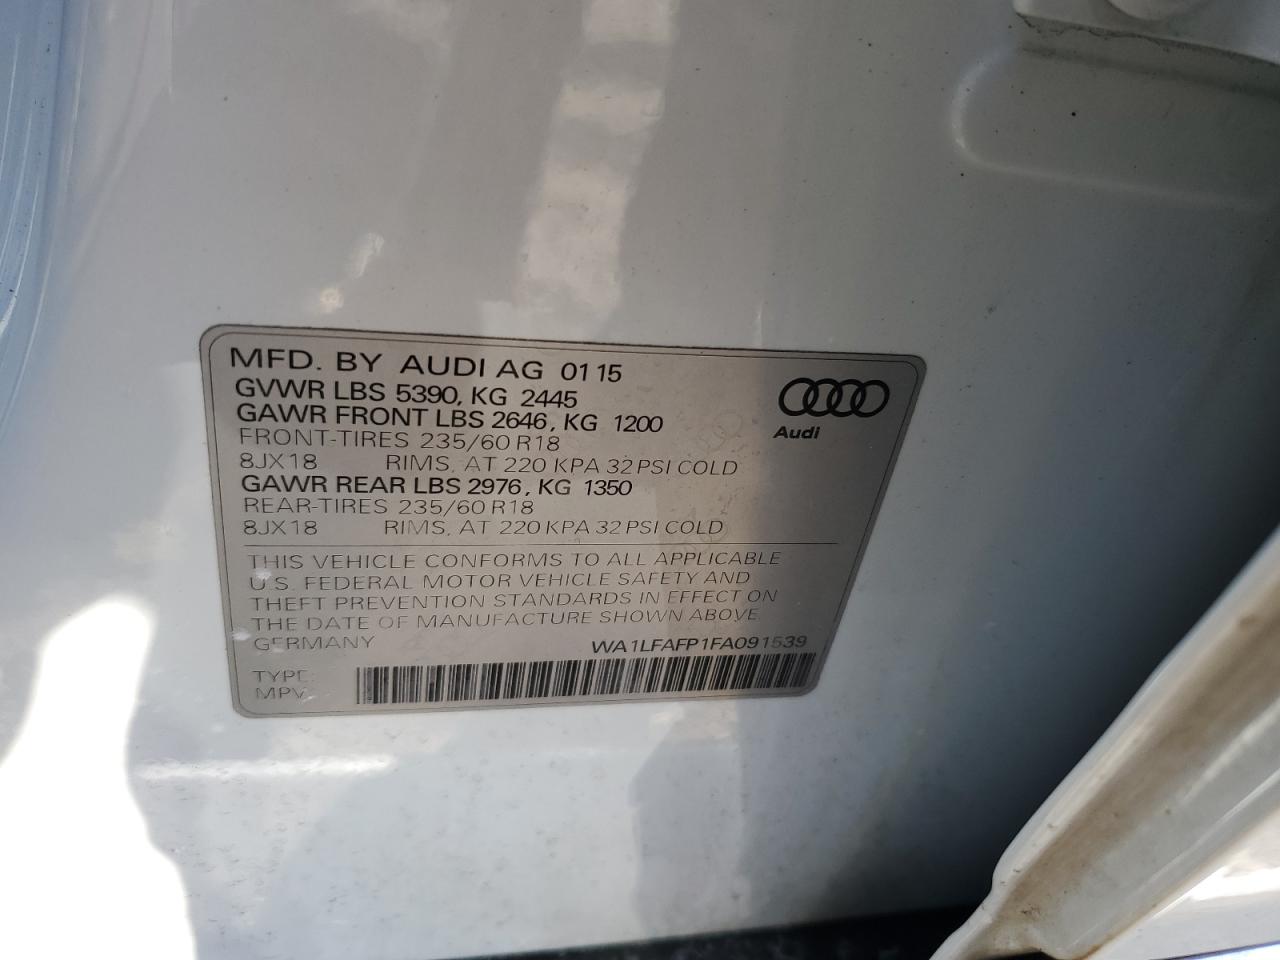 MFD. BY AUDI AG 01 15
GVWR LBS 5390, KG 2445
GAWR FRONT LBS 2646, KG 1200
FRONT-TIRES 235/60 R18
8JX18 RIMS, AT 220 KPA 32 PSI COLD
GAWR REAR LBS 2976, KG 1350
REAR-TIRES 235/60 R18
8JX18 RIMS, AT 220 KPA 32 PSI COLD
Audi
THIS VEHICLE CONFORMS TO ALL APPLICABLE
U.S. FEDERAL MOTOR VEHICLE SAFETY AND
THEFT PREVENTION STANDARDS IN EFFECT ON
THE DATE OF MANUFACTURE SHOWN ABOVE.
GERMANY WA1LFAFP1FA091539
TYPE:
MPV